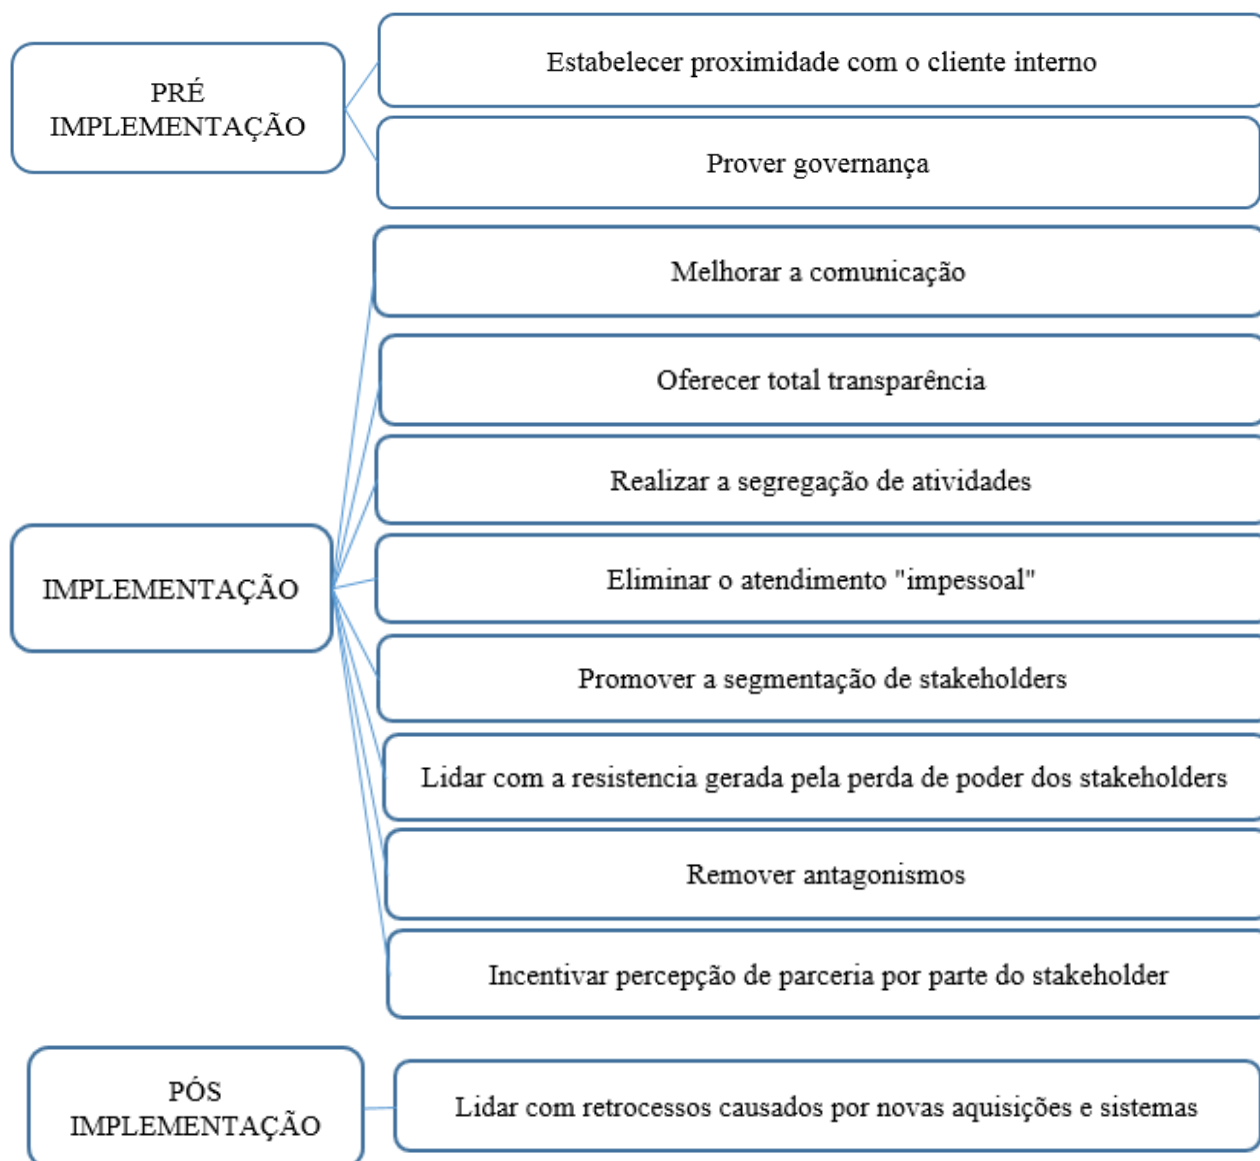 PRÉ
IMPLEMENTAÇÃO
Estabelecer proximidade com o cliente interno
Prover governança
IMPLEMENTAÇÃO
Melhorar a comunicação
Oferecer total transparência
Realizar a segregação de atividades
Eliminar o atendimento "impessoal"
Promover a segmentação de stakeholders
Lidar com a resistencia gerada pela perda de poder dos stakeholders
Remover antagonismos
Incentivar percepção de parceria por parte do stakeholder
PÓS
IMPLEMENTAÇÃO
Lidar com retrocessos causados por novas aquisições e sistemas